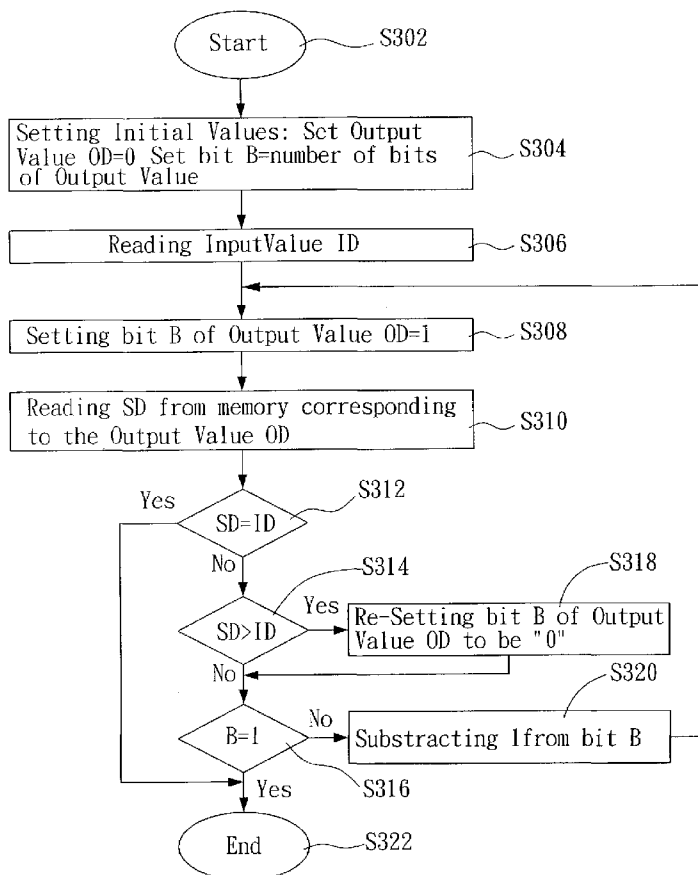 Start
S302
Setting Initial Values: Set Output
Value OD=0 Set bit B=number of bits
of Output Value
S304
Reading InputValue ID
S306
Setting bit B of Output Value OD=1
S308
Reading SD from memory corresponding
to the Output Value OD
S310
Yes
S312
SD=ID
No
S314
S318
SD>ID
Yes
Re-Setting bit B of Output
Value OD to be "0"
No
S320
B=1
No
Substracting 1from bit B
S316
Yes
End
S322